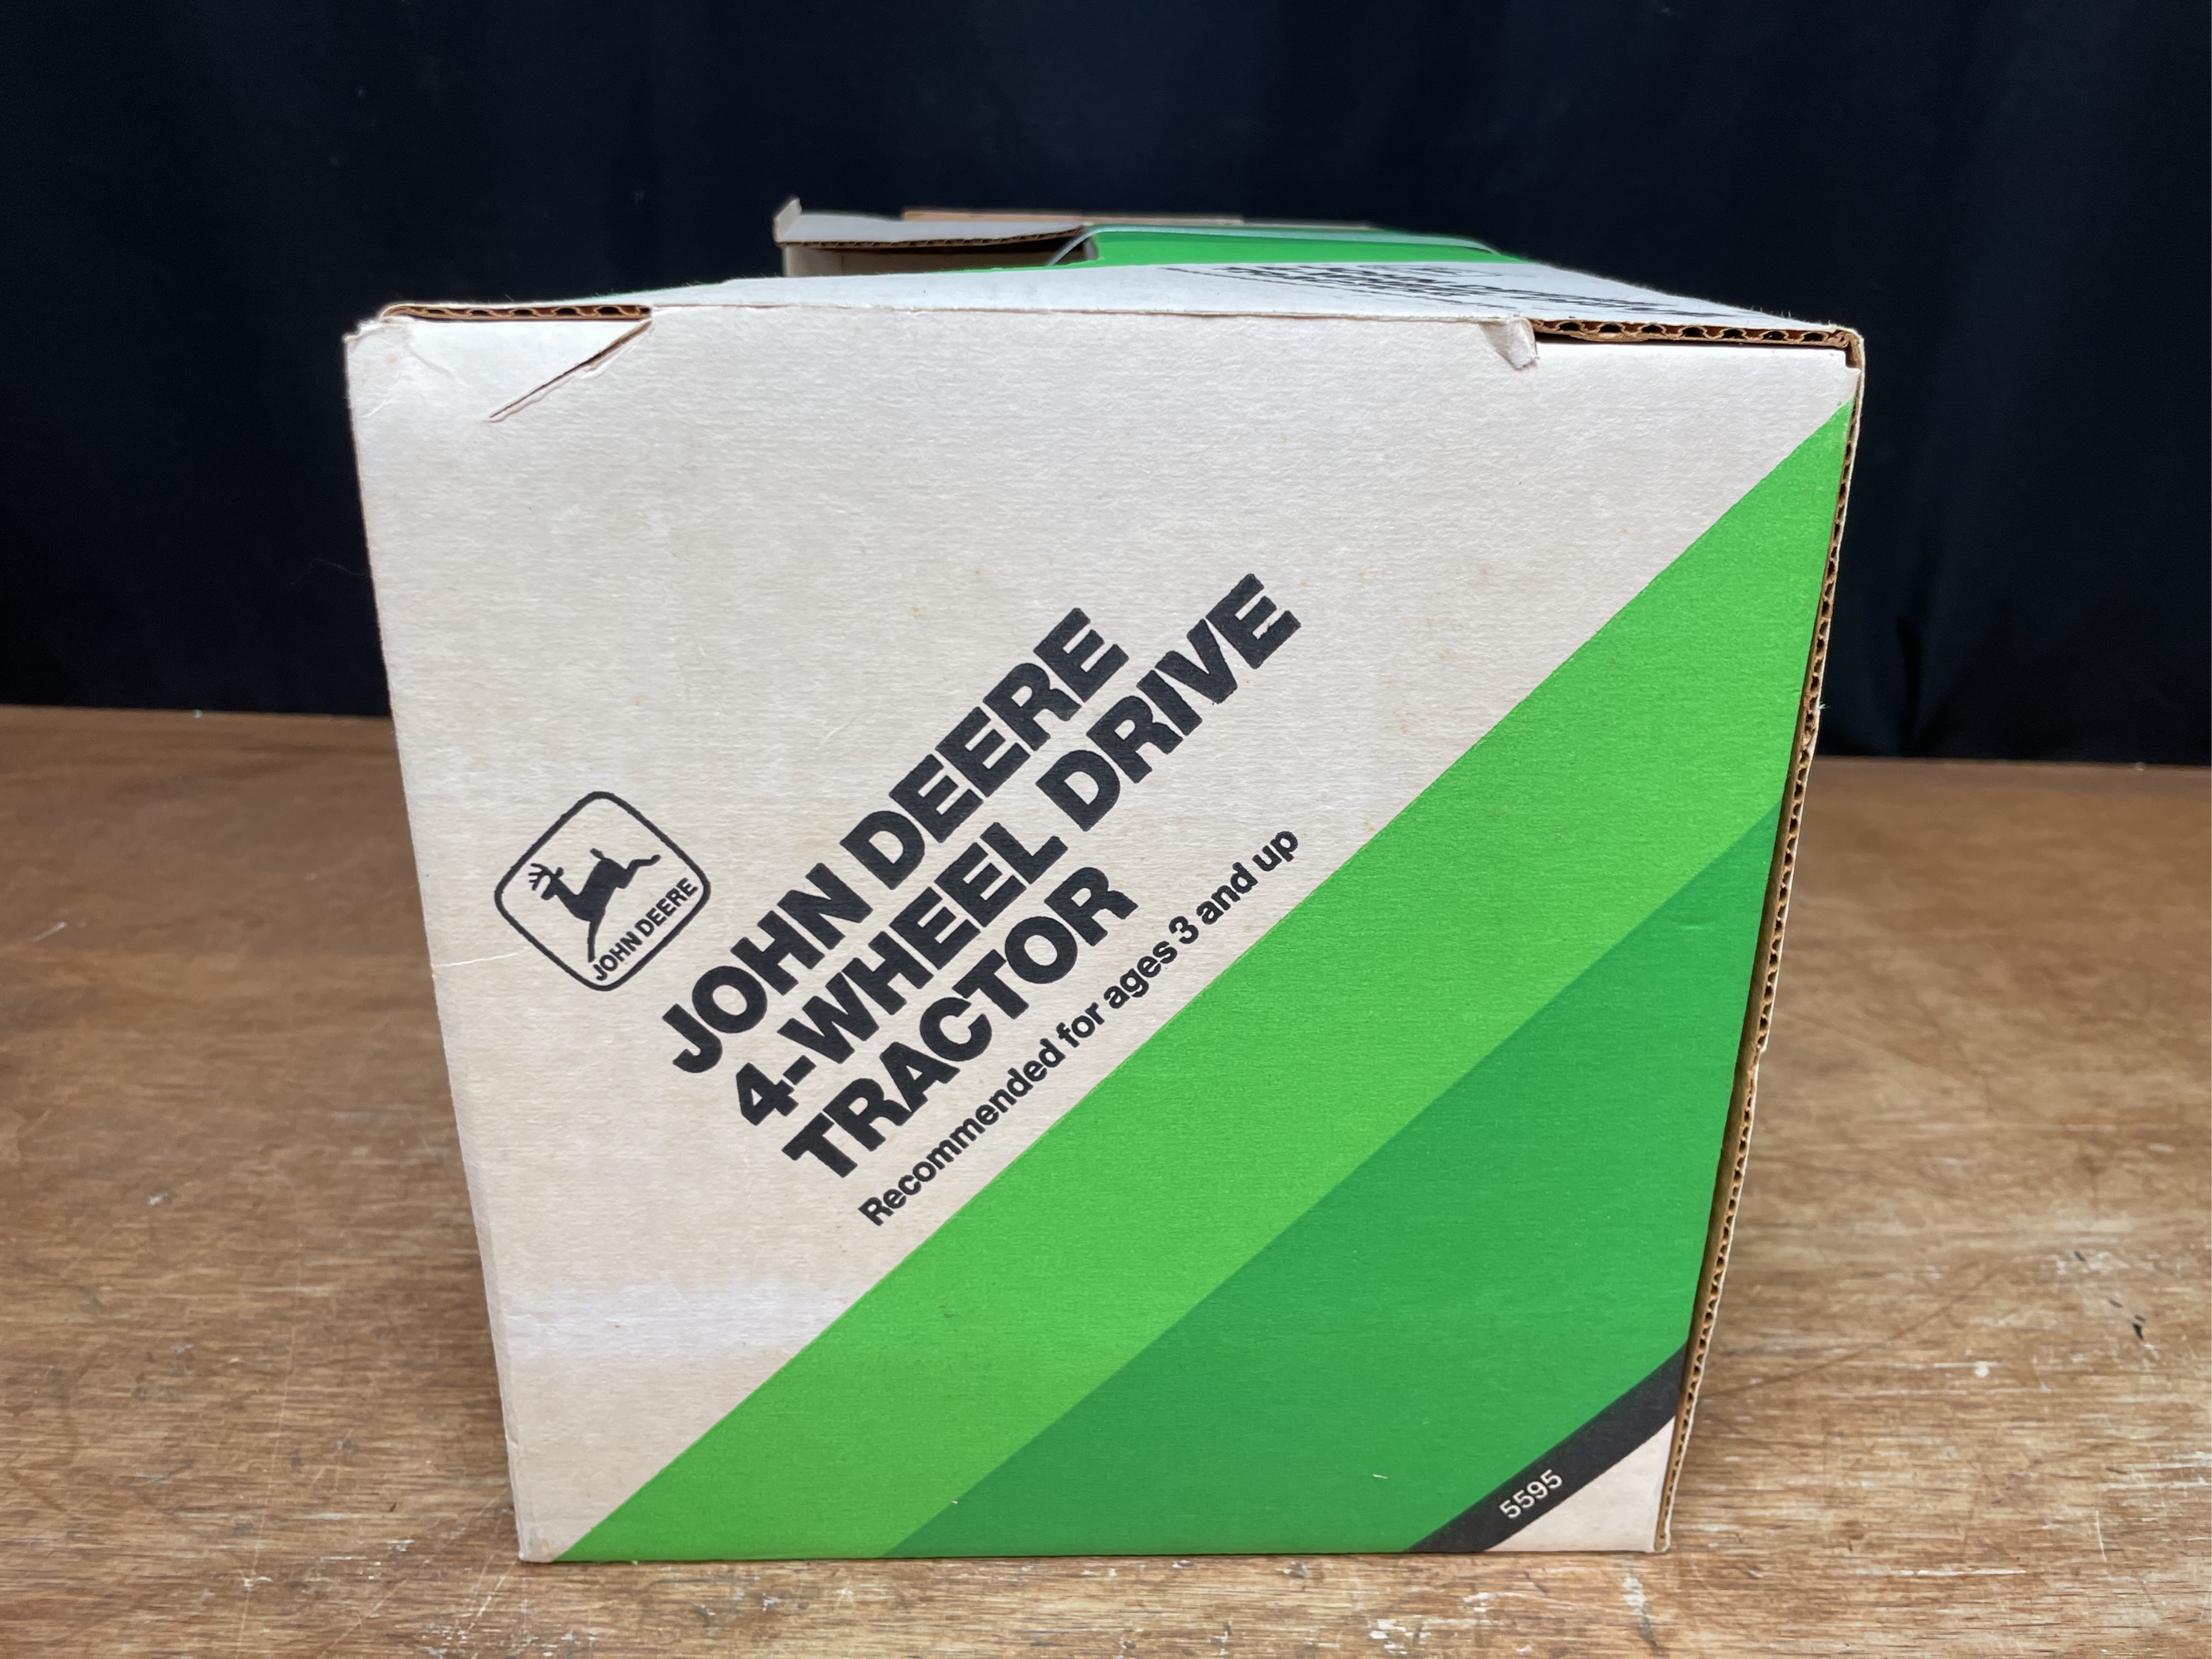 JOHN DEERE
JOHN DEERE
4-WHEEL DRIVE
TRACTOR
Recommended for ages 3 and up
5595